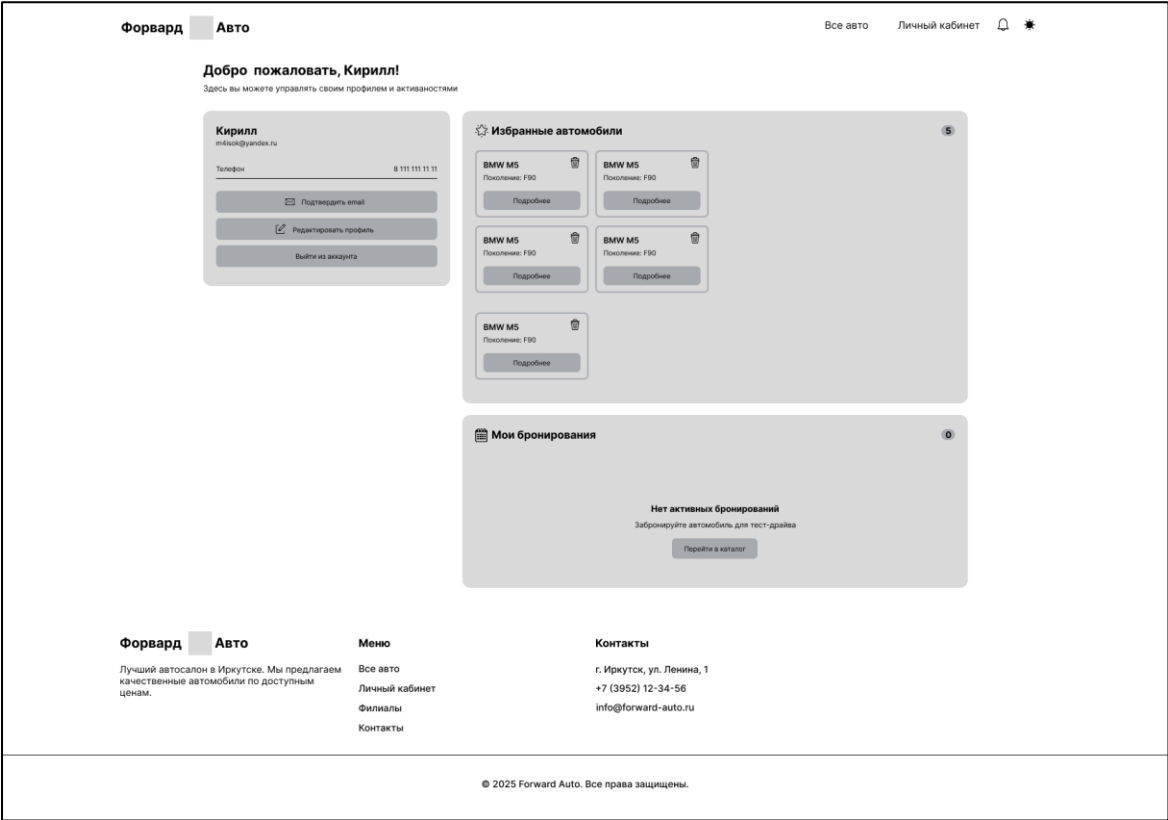 Форвард Авто
Все авто
Личный кабинет
Добро пожаловать, Кирилл!
Здесь вы можете управлять своим профилем и активаностями
Кирилл
m4isok@yandex.ru
Телефон 8 111 111 11 11
Подтвердить email
Редактировать профиль
Выйти из аккаунта
Избранные автомобили 5
BMW M5
Поколение: F90
Подробнее
BMW M5
Поколение: F90
Подробнее
BMW M5
Поколение: F90
Подробнее
BMW M5
Поколение: F90
Подробнее
BMW M5
Поколение: F90
Подробнее
Мои бронирования 0
Нет активных бронирований
Забронируйте автомобиль для тест-драйва
Перейти в каталог
Форвард Авто
Лучший автосалон в Иркутске. Мы предлагаем
качественные автомобили по доступным
ценам.
Меню
Все авто
Личный кабинет
Филиалы
Контакты
Контакты
г. Иркутск, ул. Ленина, 1
+7 (3952) 12-34-56
info@forward-auto.ru
© 2025 Forward Auto. Все права защищены.